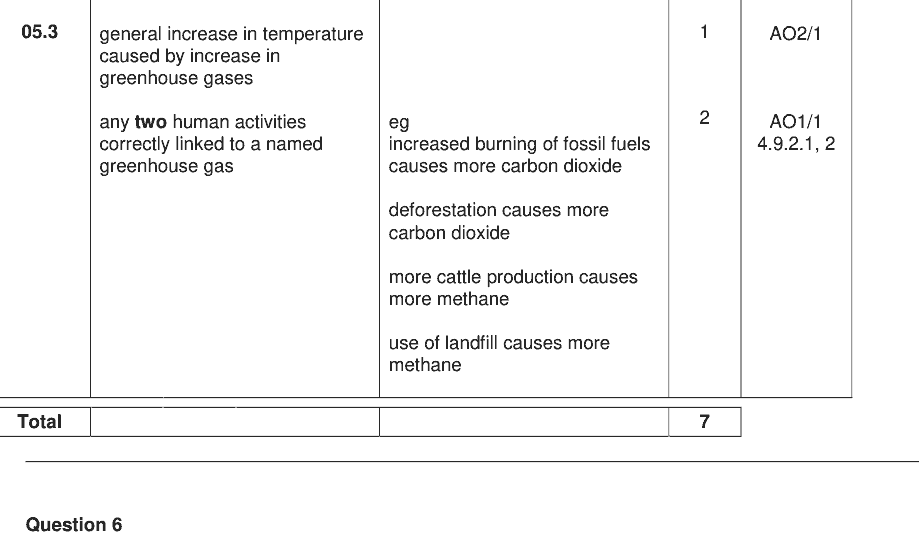 05.3
general increase in temperature
caused by increase in
greenhouse gases
1
AO2/1
any two human activities
correctly linked to a named
greenhouse gas
eg
increased burning of fossil fuels
causes more carbon dioxide
deforestation causes more
carbon dioxide
more cattle production causes
more methane
use of landfill causes more
methane
2
AO1/1
4.9.2.1, 2
Total
7
Question 6